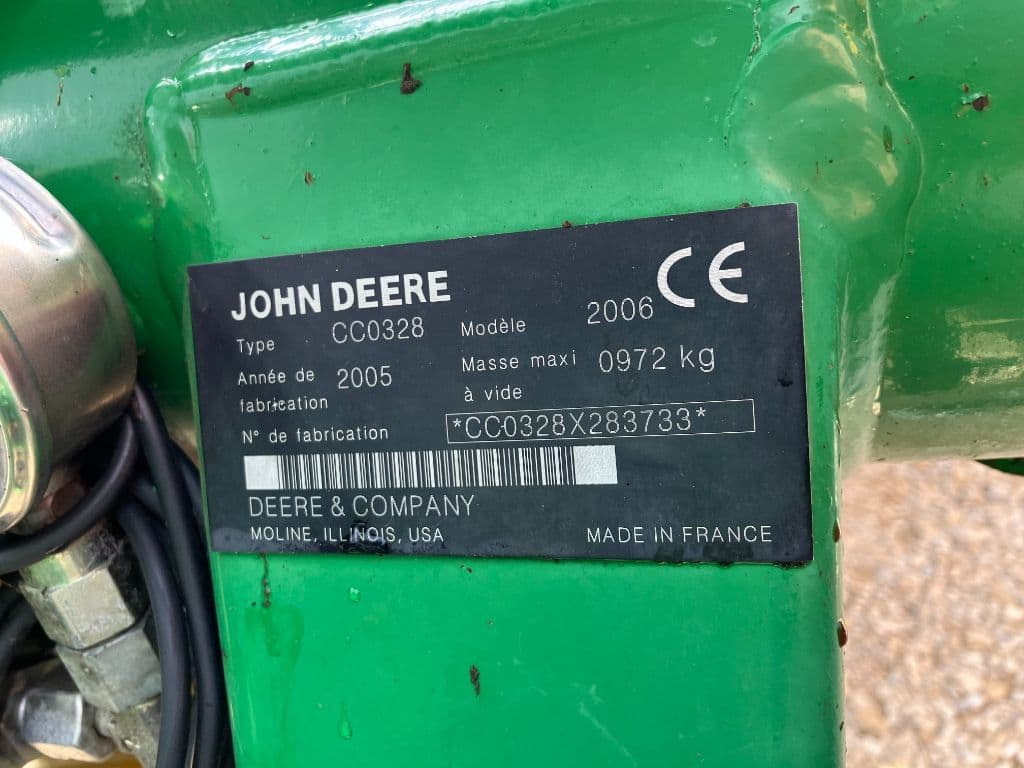 JOHN DEERE CE
Type CC0328 Modèle 2006
Année de fabrication 2005 Masse maxi à vide 0972 kg
N° de fabrication *CC0328X283733*
DEERE & COMPANY
MOLINE, ILLINOIS, USA MADE IN FRANCE